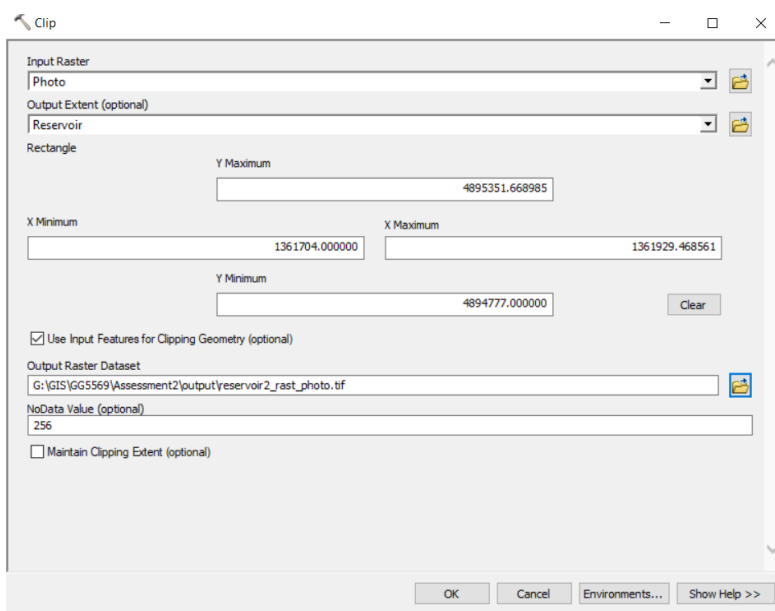 Clip
Input Raster
Photo
Output Extent (optional)
Reservoir
Rectangle
Y Maximum
4895351.668985
X Minimum
X Maximum
1361704.000000
1361929.468561
Y Minimum
4894777.000000
Clear
Use Input Features for Clipping Geometry (optional)
Output Raster Dataset
G:\GIS\GG5569\Assessment2\output\reservoir2_rast_photo.tif
NoData Value (optional)
256
Maintain Clipping Extent (optional)
OK Cancel Environments... Show Help >>